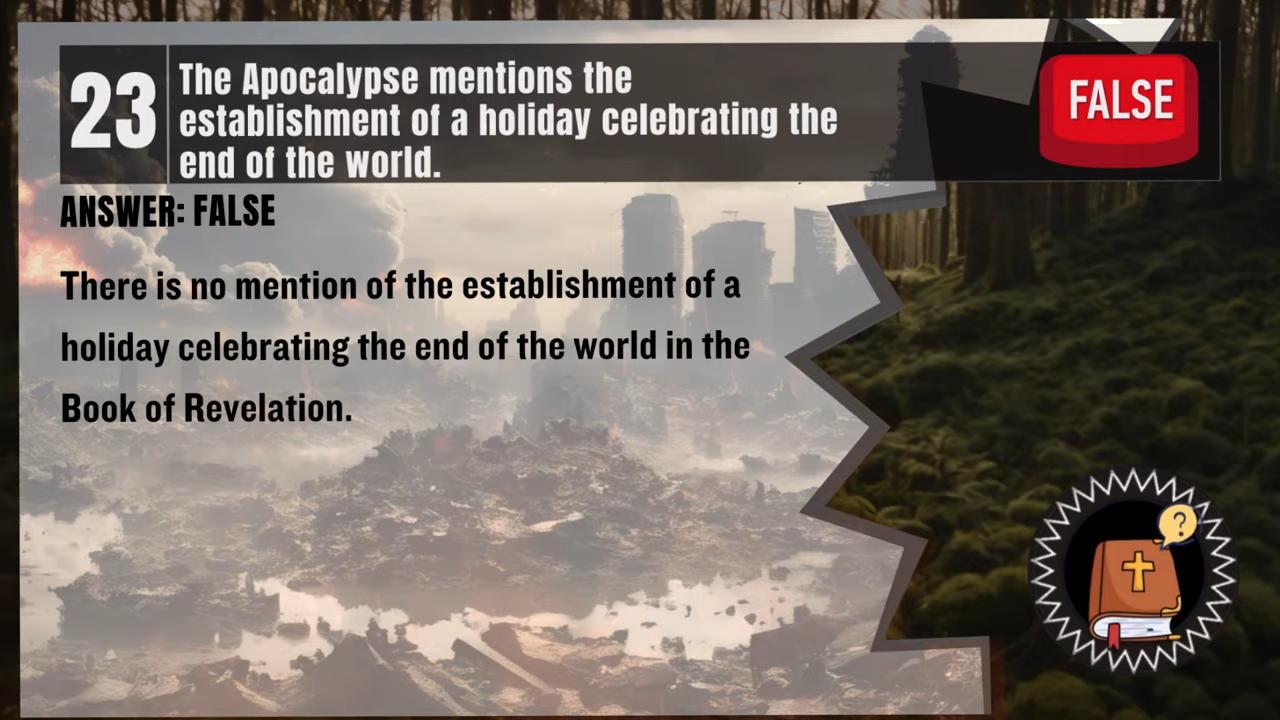 23
The Apocalypse mentions the
establishment of a holiday celebrating the
end of the world.
FALSE
ANSWER: FALSE
There is no mention of the establishment of a
holiday celebrating the end of the world in the
Book of Revelation.
?